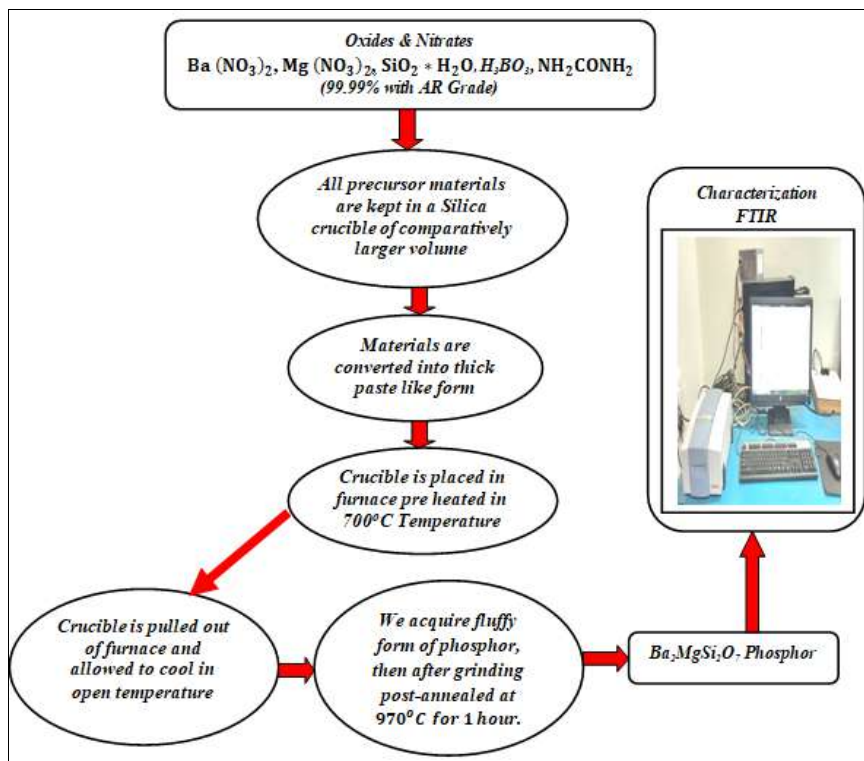 Oxides & Nitrates
Ba (NO₃)₂, Mg (NO₃)₂, SiO₂ * H₂O, H₃BO₃, NH₂CONH₂
(99.99% with AR Grade)
All precursor materials
are kept in a Silica
crucible of comparatively
larger volume
Materials are
converted into thick
paste like form
Crucible is placed in
furnace pre heated in
700⁰C Temperature
Crucible is pulled out
of furnace and
allowed to cool in
open temperature
We acquire fluffy
form of phosphor,
then after grinding
post-annealed at
970⁰C for 1 hour.
Ba₂MgSi₂O₇ Phosphor
Characterization
FTIR